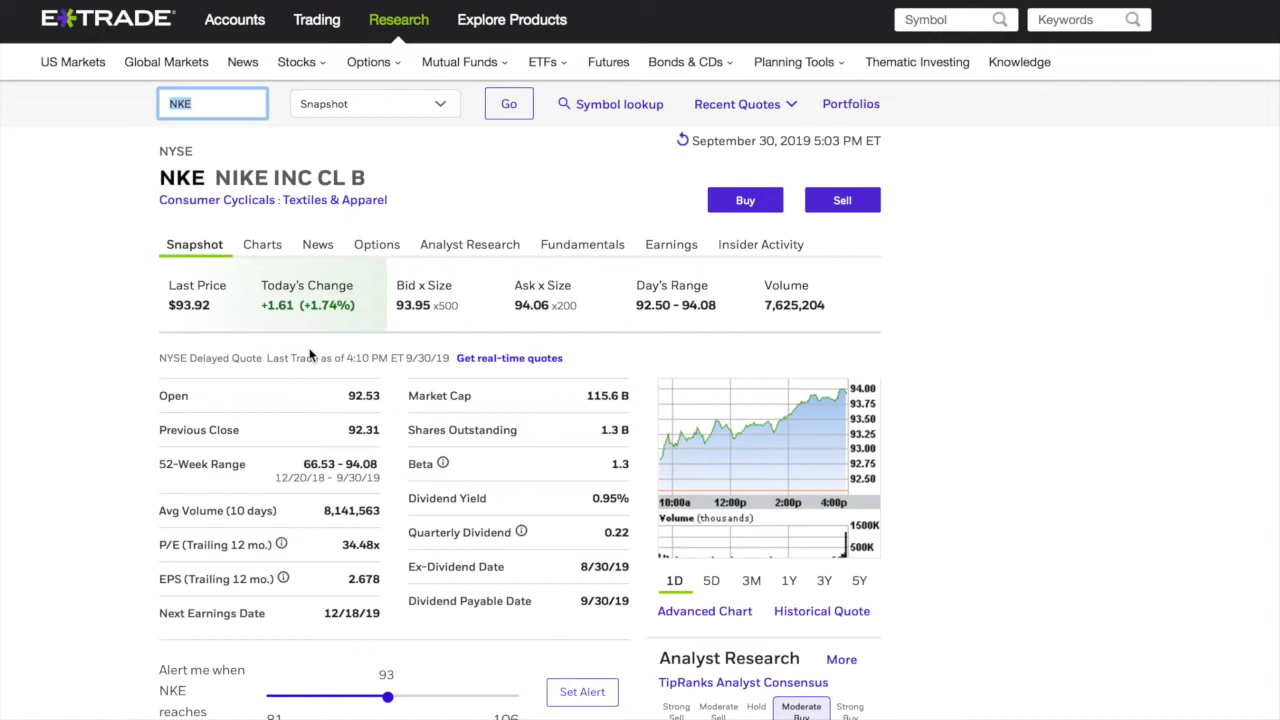 E*TRADE Accounts Trading Research Explore Products Symbol Keywords
US Markets Global Markets News Stocks Options Mutual Funds ETFs Futures Bonds & CDs Planning Tools Thematic Investing Knowledge
NKE Snapshot Go Symbol lookup Recent Quotes Portfolios
September 30, 2019 5:03 PM ET
NYSE
NKE NIKE INC CL B
Consumer Cyclicals : Textiles & Apparel
Buy Sell
Snapshot Charts News Options Analyst Research Fundamentals Earnings Insider Activity
Last Price Today's Change Bid x Size Ask x Size Day's Range Volume
$93.92 +1.61 (+1.74%) 93.95 x500 94.06 x200 92.50 - 94.08 7,625,204
NYSE Delayed Quote Last Trade as of 4:10 PM ET 9/30/19 Get real-time quotes
Open 92.53
Previous Close 92.31
52-Week Range 66.53 - 94.08
12/20/18 - 9/30/19
Avg Volume (10 days) 8,141,563
P/E (Trailing 12 mo.) 34.48x
EPS (Trailing 12 mo.) 2.678
Next Earnings Date 12/18/19
Market Cap 115.6 B
Shares Outstanding 1.3 B
Beta 1.3
Dividend Yield 0.95%
Quarterly Dividend 0.22
Ex-Dividend Date 8/30/19
Dividend Payable Date 9/30/19
94.00
93.75
93.50
93.25
93.00
92.75
92.50
10:00a 12:00p 2:00p 4:00p
Volume (thousands)
1500K
500K
1D 5D 3M 1Y 3Y 5Y
Advanced Chart Historical Quote
Alert me when
NKE
reaches
93
81 106
Set Alert
Analyst Research More
TipRanks Analyst Consensus
Strong Moderate Hold Moderate Strong
Sell Sell Buy Buy